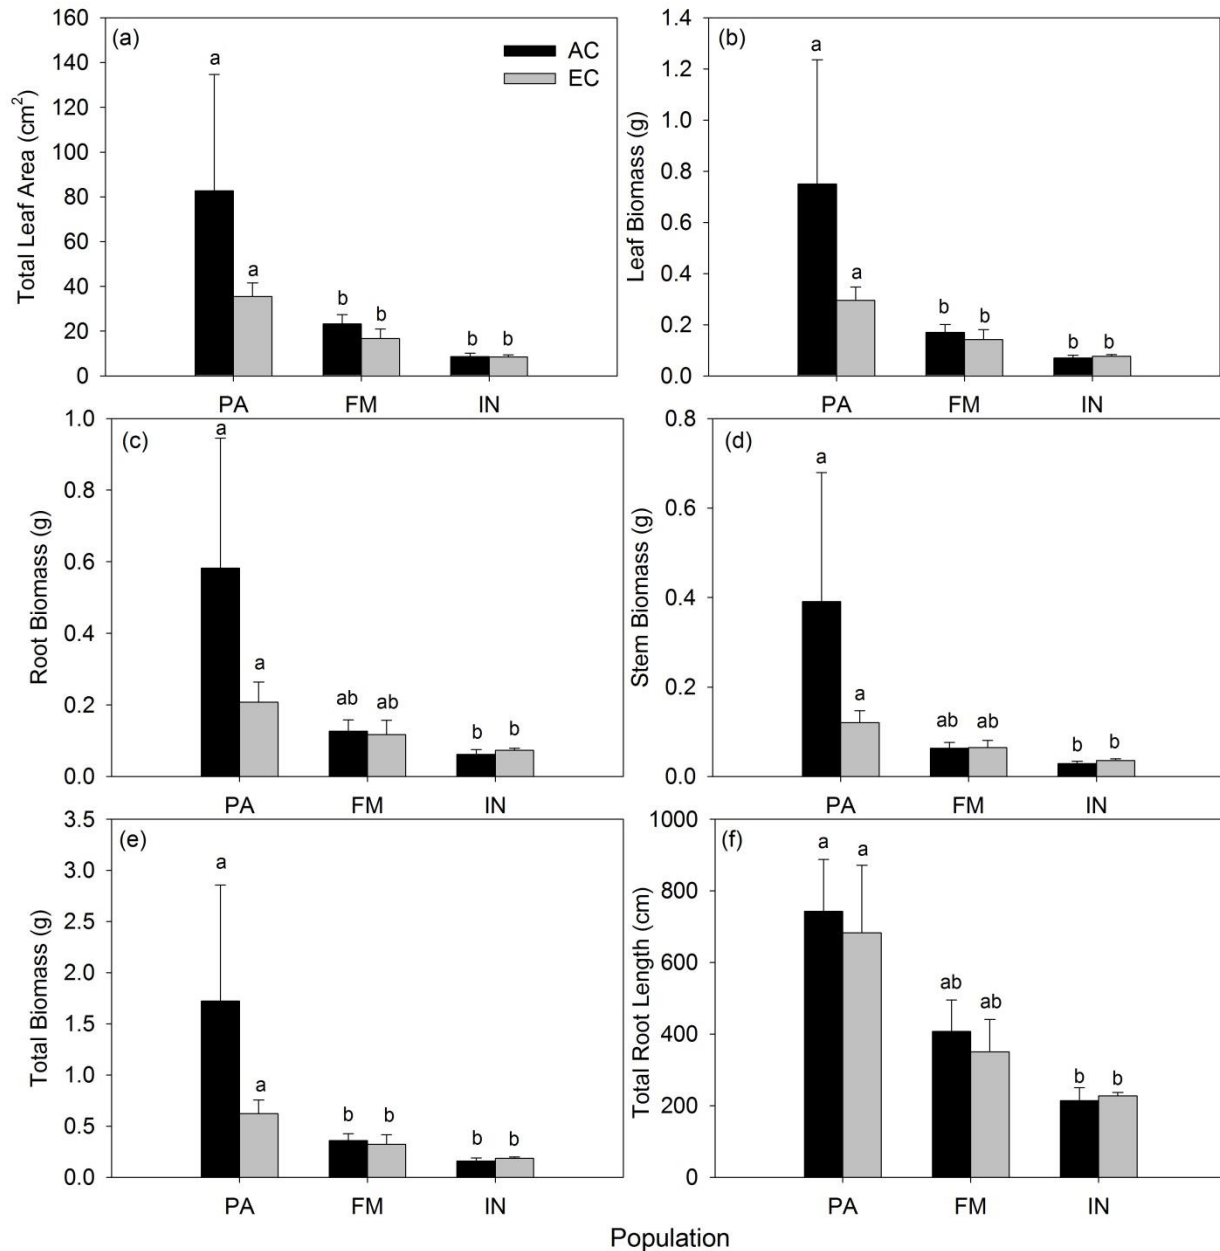 (a)
AC
EC
Total Leaf Area (cm²)
160
140
120
100
80
60
40
20
0
a
a
b
b
b
b
PA FM IN
(b)
Leaf Biomass (g)
1.4
1.2
1.0
0.8
0.6
0.4
0.2
0.0
a
a
b
b
b
b
PA FM IN
(c)
Root Biomass (g)
1.0
0.8
0.6
0.4
0.2
0.0
a
a
ab
ab
b
b
PA FM IN
(d)
Stem Biomass (g)
0.8
0.6
0.4
0.2
0.0
a
a
ab
ab
b
b
PA FM IN
(e)
Total Biomass (g)
3.5
3.0
2.5
2.0
1.5
1.0
0.5
0.0
a
a
b
b
b
b
PA FM IN
(f)
Total Root Length (cm)
1000
800
600
400
200
0
a
a
ab
ab
b
b
PA FM IN
Population